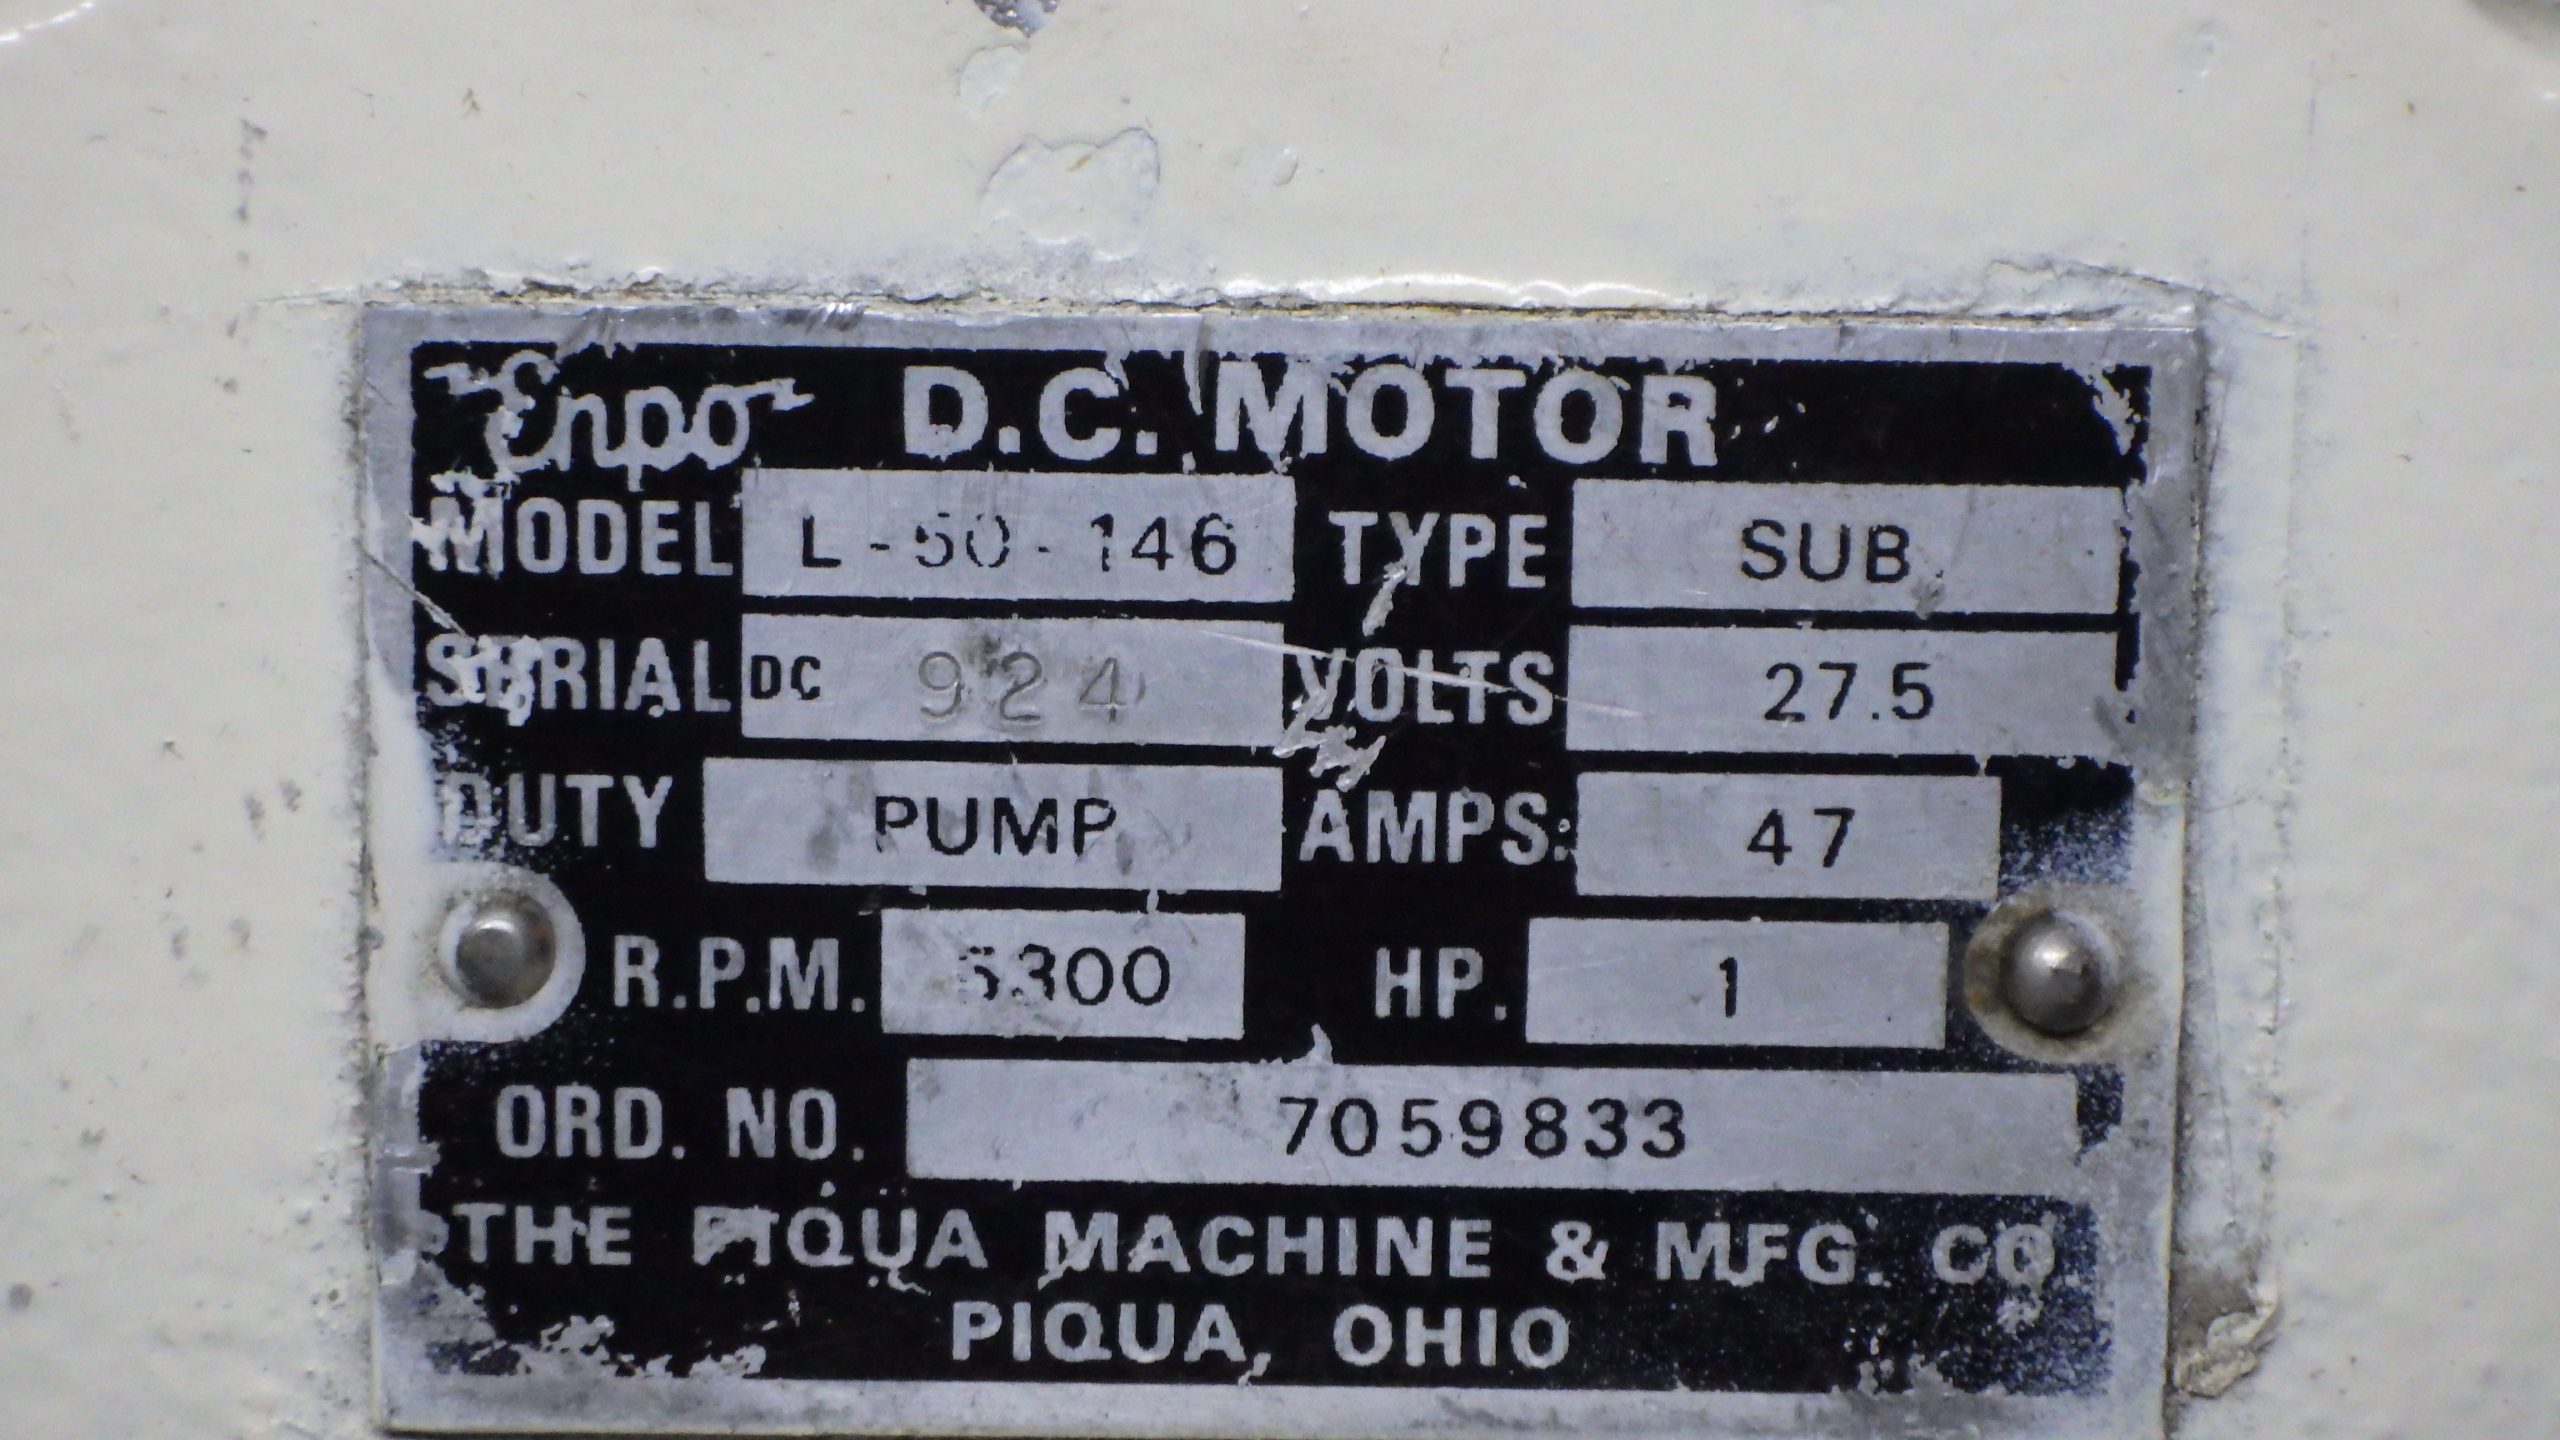 Enpo D.C. MOTOR
MODEL L-50-146 TYPE SUB
SERIAL DC 924 VOLTS 27.5
DUTY PUMP AMPS: 47
R.P.M. 5300 HP. 1
ORD. NO. 7059833
THE PIQUA MACHINE & MFG. CO.
PIQUA, OHIO